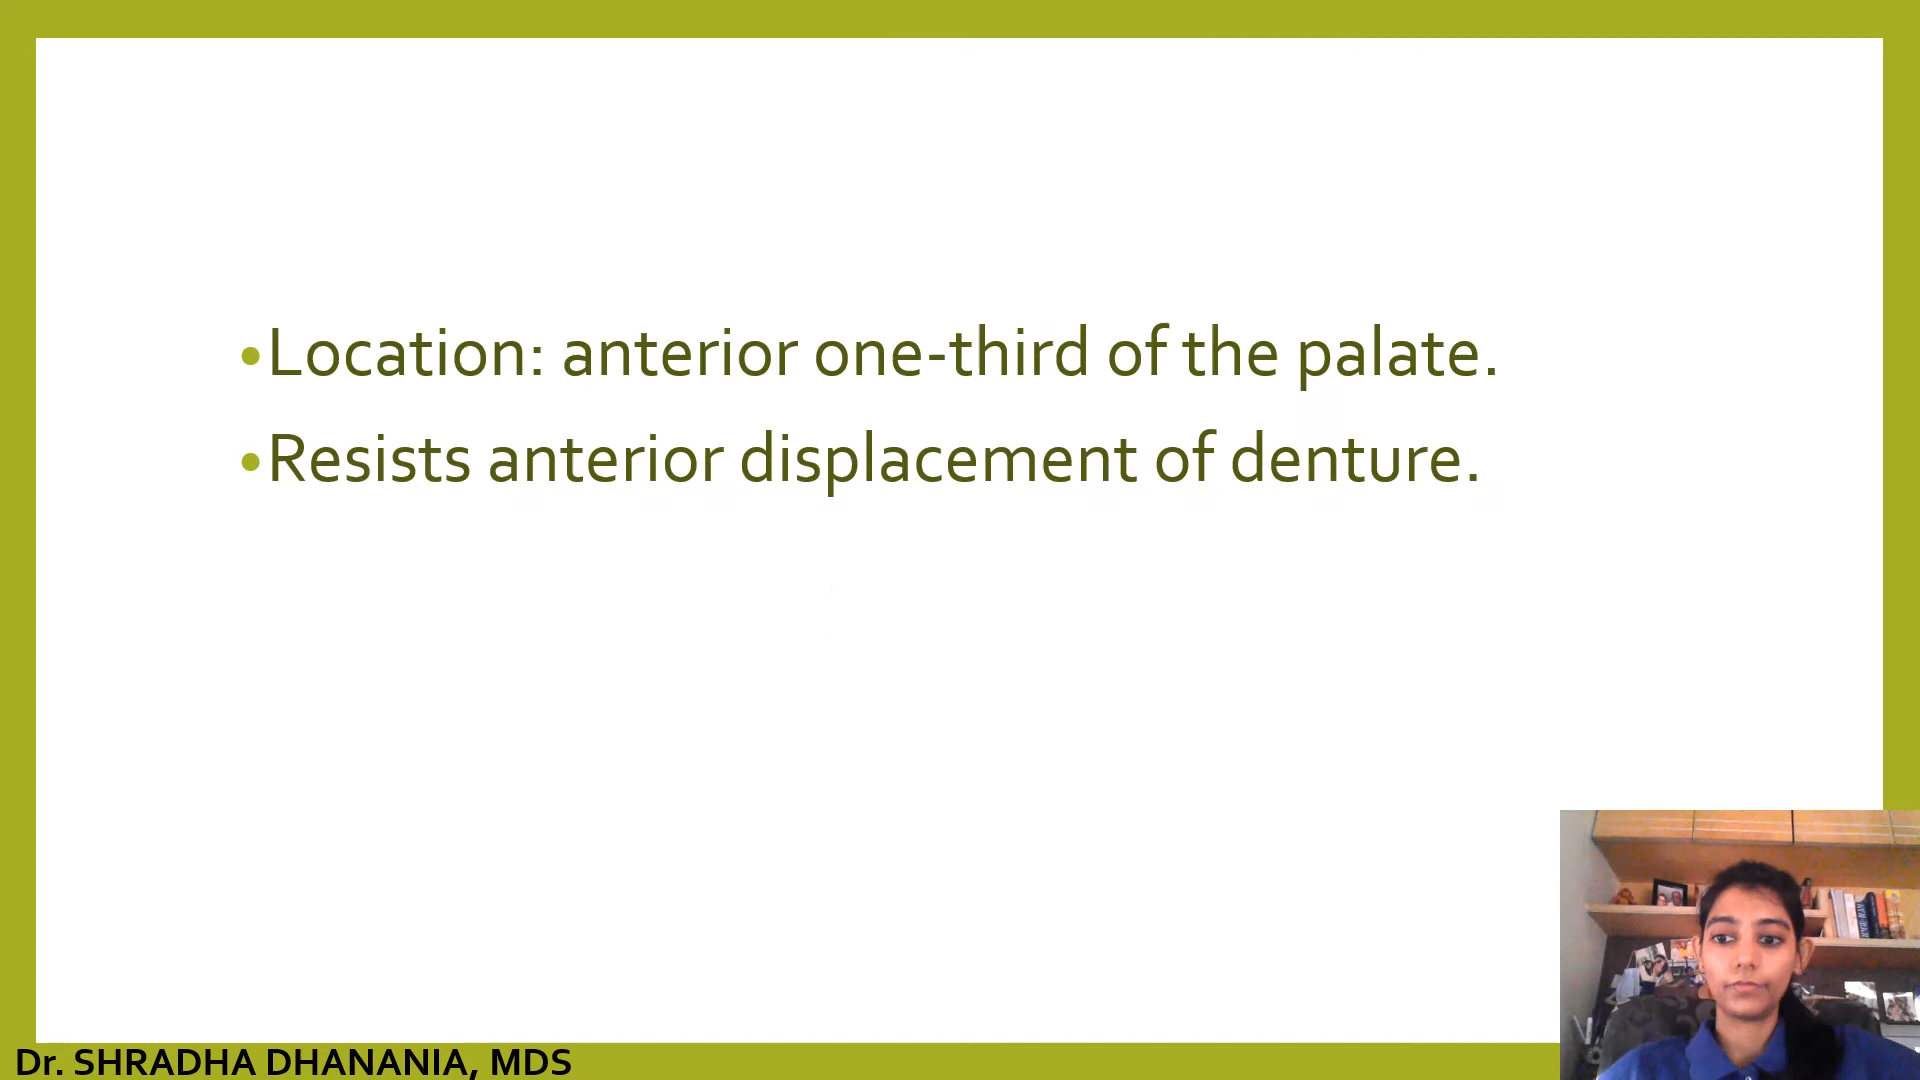 •Location: anterior one-third of the palate.
•Resists anterior displacement of denture.
Dr. SHRADHA DHANANIA, MDS